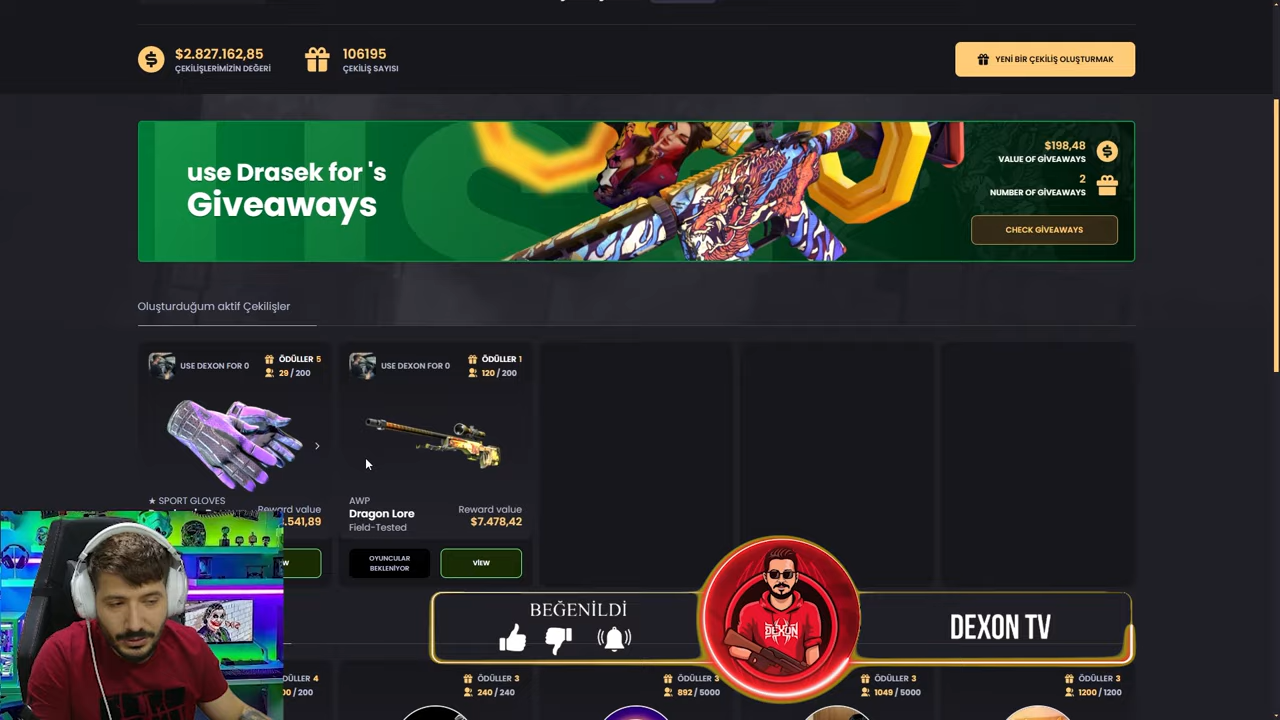 $2.827.162,85
ÇEKİLİŞLERİMİZİN DEĞERİ
106195
ÇEKİLİŞ SAYISI
YENİ BİR ÇEKİLİŞ OLUŞTURMAK
use Drasek for 's
Giveaways
$198,48
VALUE OF GİVEAWAYS
2
NUMBER OF GİVEAWAYS
CHECK GİVEAWAYS
Oluşturduğum aktif Çekilişler
USE DEXON FOR 0
ÖDÜLLER 5
29 / 200
★ SPORT GLOVES
Reward value
.541,89
USE DEXON FOR 0
ÖDÜLLER 1
120 / 200
AWP
Dragon Lore
Field-Tested
Reward value
$7.478,42
OYUNCULAR
BEKLENİYOR
VİEW
BEĞENİLDİ
DEXON
DEXON TV
ÖDÜLLER 4
/ 200
ÖDÜLLER 3
240 / 240
ÖDÜLLER 3
892 / 5000
ÖDÜLLER 3
1049 / 5000
ÖDÜLLER 3
1200 / 1200